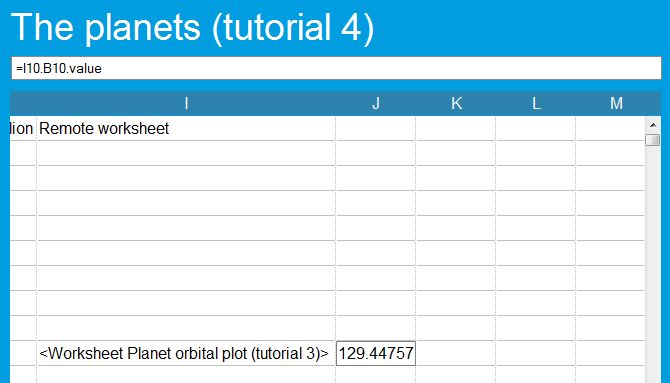 The planets (tutorial 4)
=I10.B10.value
I J K L M
lion Remote worksheet
<Worksheet Planet orbital plot (tutorial 3)> 129.44757